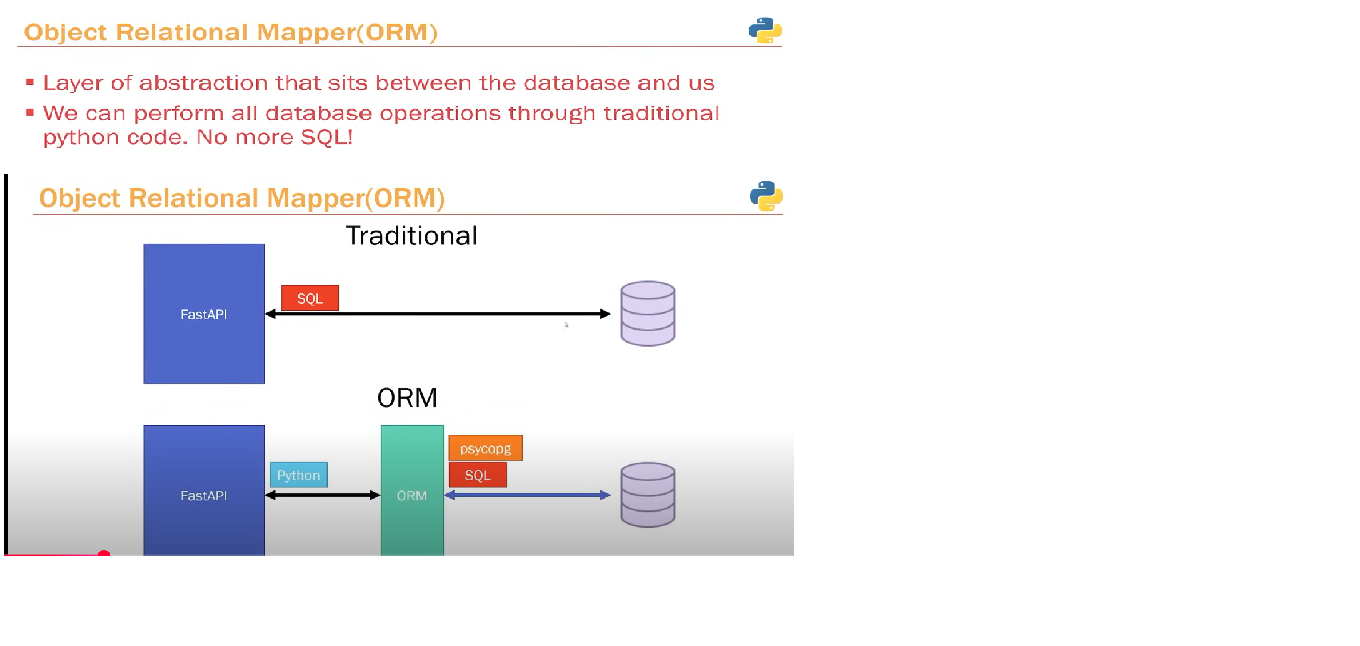 Object Relational Mapper(ORM)
▪ Layer of abstraction that sits between the database and us
▪ We can perform all database operations through traditional
python code. No more SQL!
Object Relational Mapper(ORM)
Traditional
SQL
FastAPI
ORM
psycopg
Python
SQL
FastAPI
ORM